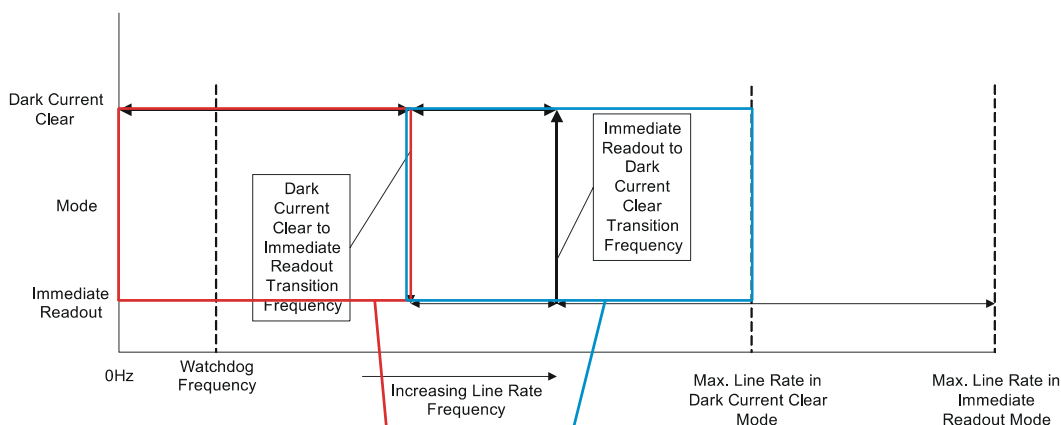 Dark Current
Clear
Mode
Immediate
Readout
Dark
Current
Clear to
Immediate
Readout
Transition
Frequency
Immediate
Readout to
Dark
Current
Clear
Transition
Frequency
0Hz
Watchdog
Frequency
Increasing Line Rate
Frequency
Max. Line Rate in
Dark Current Clear
Mode
Max. Line Rate in
Immediate
Readout Mode